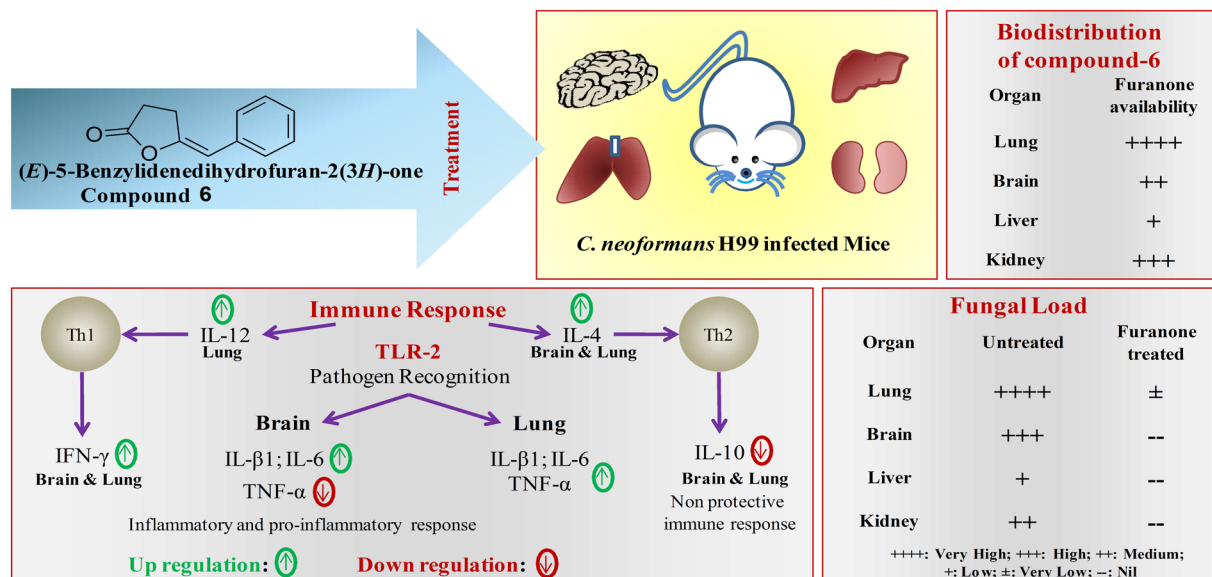 O
O
(E)-5-Benzylidenedihydrofuran-2(3H)-one
Compound 6
Treatment
C. neoformans H99 infected Mice
Biodistribution
of compound-6
Organ Furanone
availability
Lung ++++
Brain ++
Liver +
Kidney +++
Immune Response
Th1
IL-12
Lung
IL-4
Brain & Lung
Th2
TLR-2
Pathogen Recognition
Brain
Lung
IFN-γ
Brain & Lung
IL-β1; IL-6
TNF-α
IL-β1; IL-6
TNF-α
IL-10
Brain & Lung
Non protective
immune response
Inflammatory and pro-inflammatory response
Up regulation: Down regulation:
Fungal Load
Organ Untreated Furanone
treated
Lung ++++ ±
Brain +++ --
Liver + --
Kidney ++ --
++++: Very High; +++: High; ++: Medium;
+: Low; ±: Very Low; --: Nil